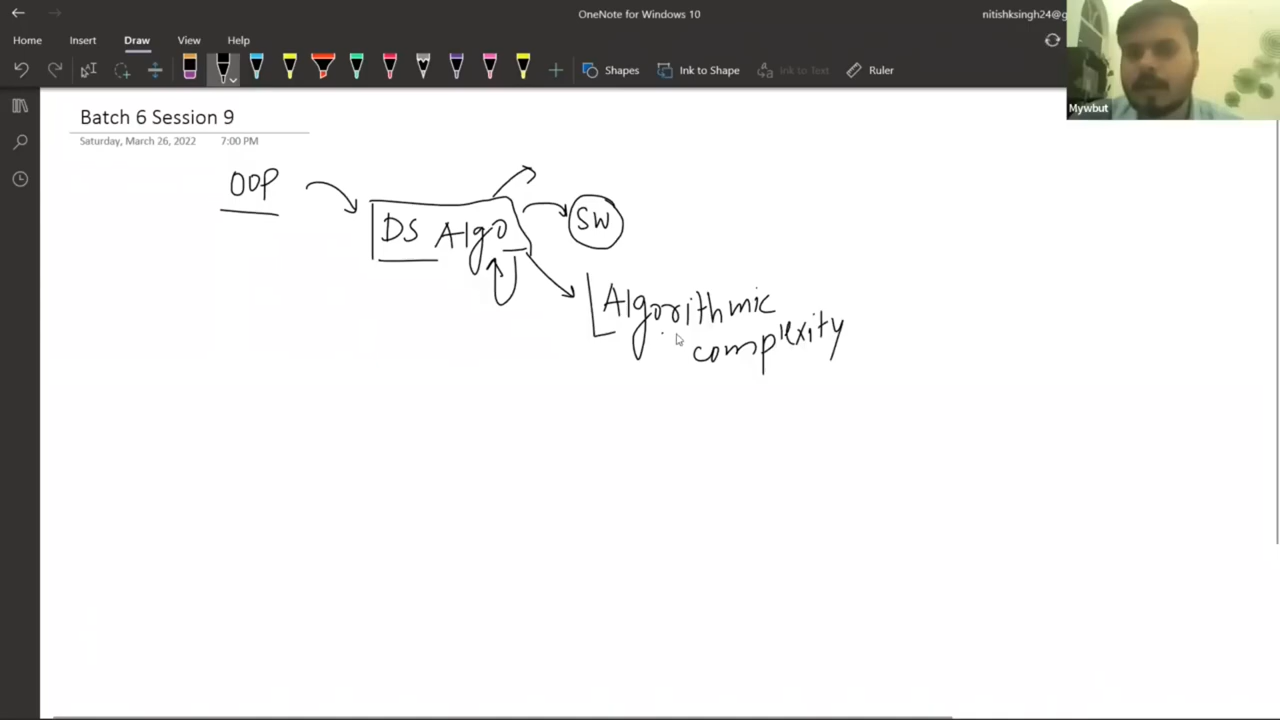 OneNote for Windows 10
nitishksingh24@g
Home Insert Draw View Help
Shapes Ink to Shape Ink to Text Ruler
Mywbut
Batch 6 Session 9
Saturday, March 26, 2022 7:00 PM
OOP
DS Algo
SW
Algorithmic
complexity